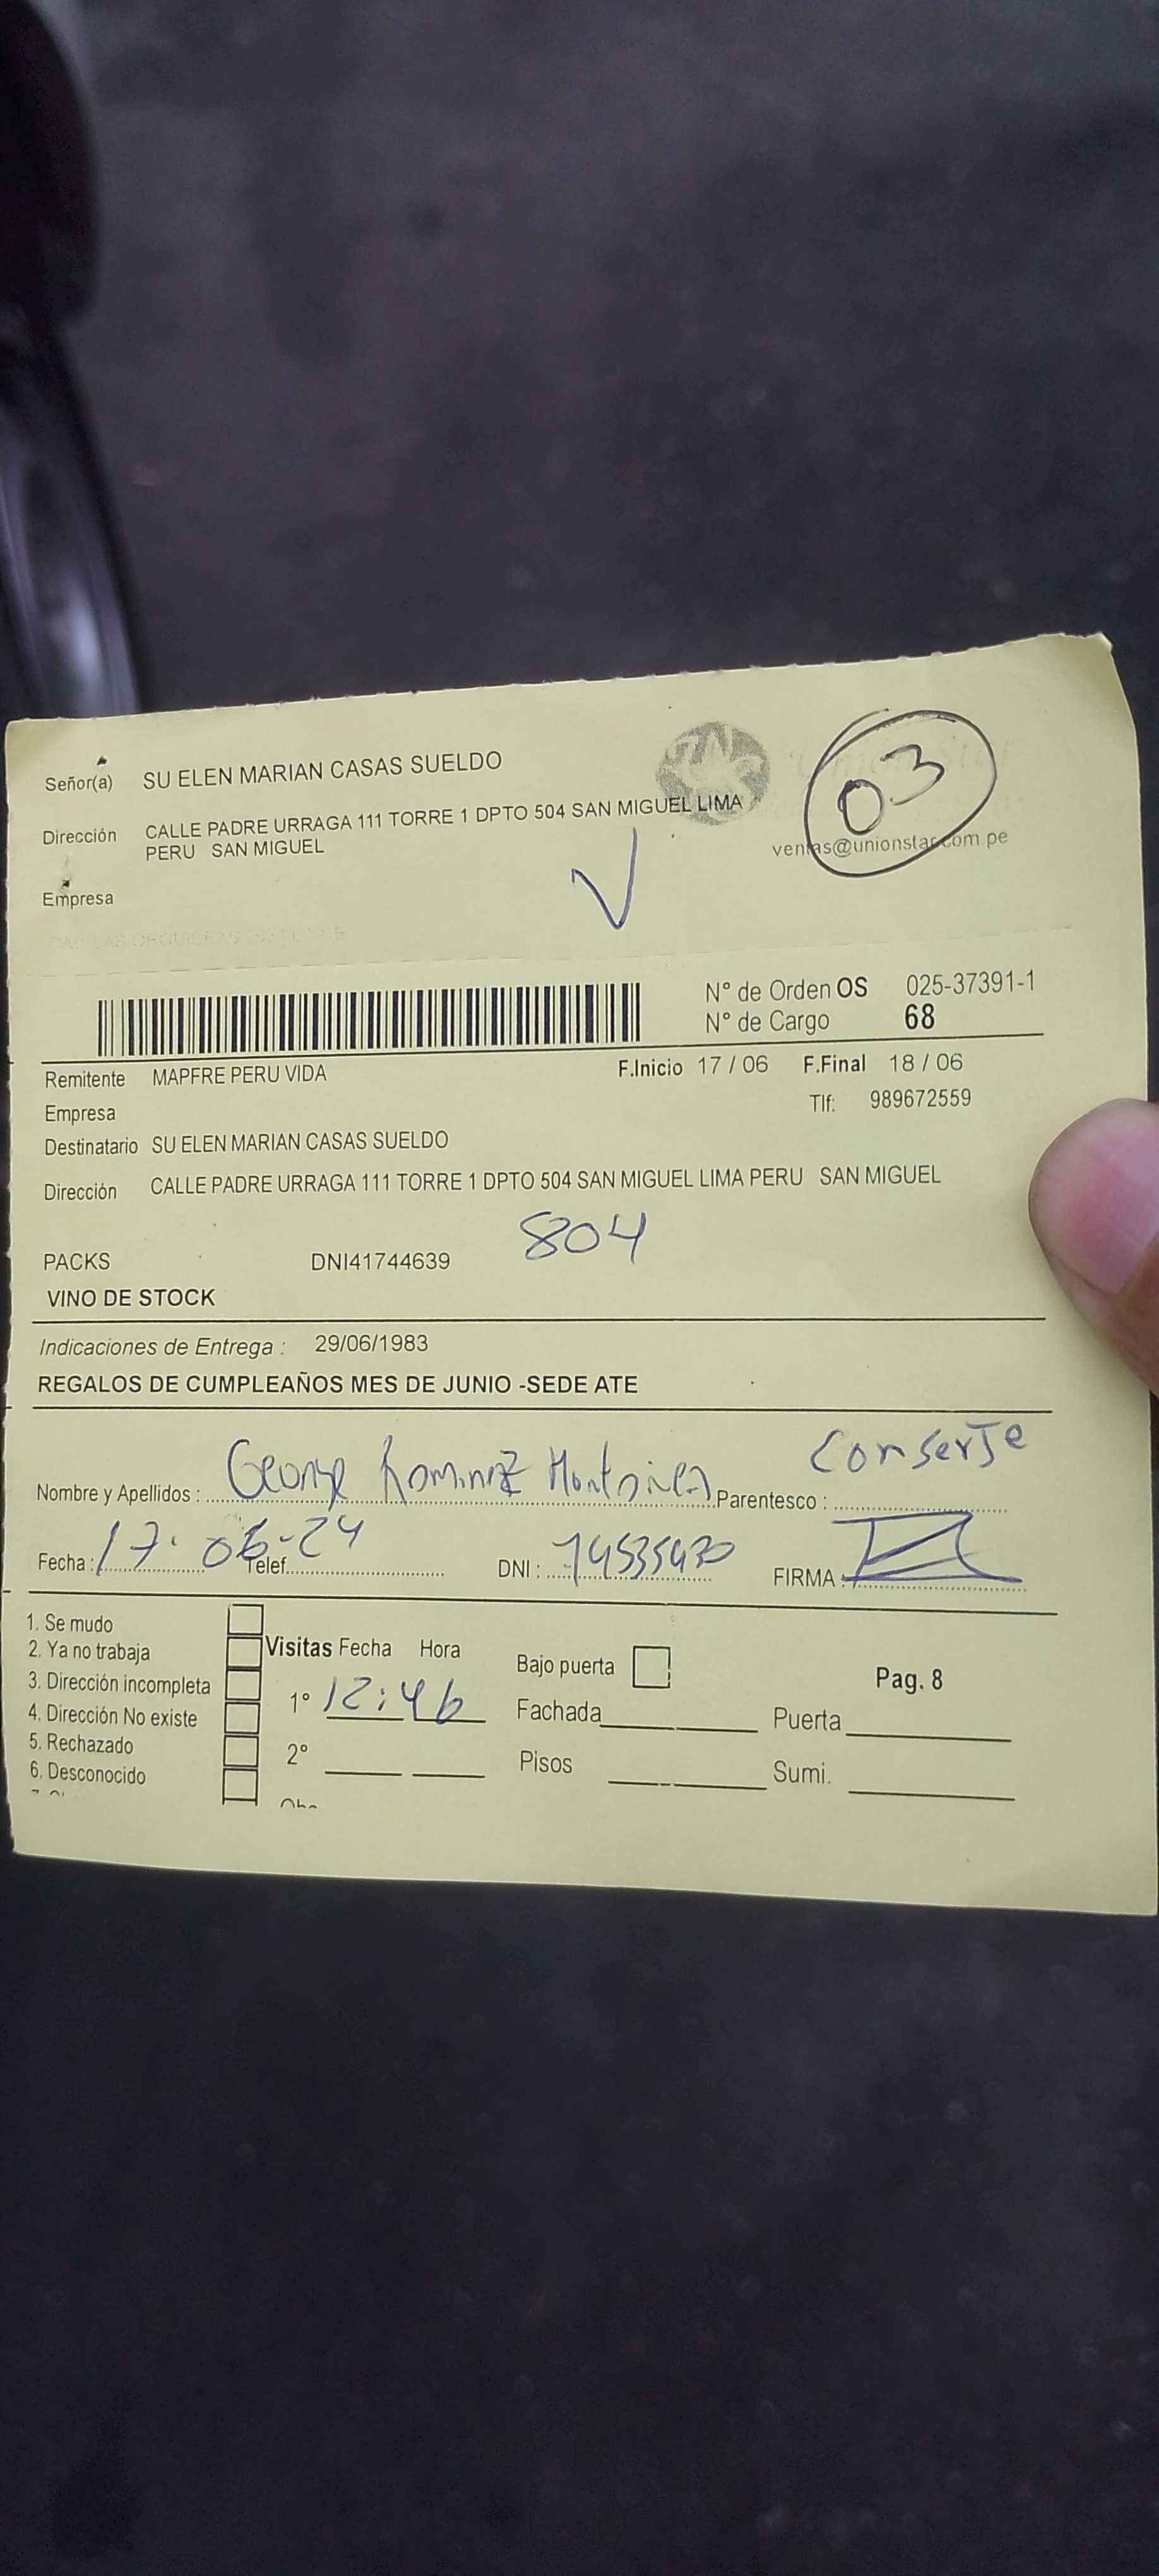 03
Señor(a) SU ELEN MARIAN CASAS SUELDO
Dirección CALLE PADRE URRAGA 111 TORRE 1 DPTO 504 SAN MIGUEL LIMA
PERU SAN MIGUEL
ventas@unionstar.com.pe
Empresa
N° de Orden OS 025-37391-1
N° de Cargo 68
Remitente MAPFRE PERU VIDA F.Inicio 17 / 06 F.Final 18 / 06
Empresa Tlf: 989672559
Destinatario SU ELEN MARIAN CASAS SUELDO
Dirección CALLE PADRE URRAGA 111 TORRE 1 DPTO 504 SAN MIGUEL LIMA PERU SAN MIGUEL
804
PACKS DNI41744639
VINO DE STOCK
Indicaciones de Entrega : 29/06/1983
REGALOS DE CUMPLEAÑOS MES DE JUNIO -SEDE ATE
Nombre y Apellidos : George Parentesco : Conserje
Fecha : 17-06-24 Telef. DNI : 74535430 FIRMA :
1. Se mudo
2. Ya no trabaja Visitas Fecha Hora Bajo puerta Pag. 8
3. Dirección incompleta 1° 12:46 Fachada Puerta
4. Dirección No existe
5. Rechazado 2° Pisos Sumi.
6. Desconocido